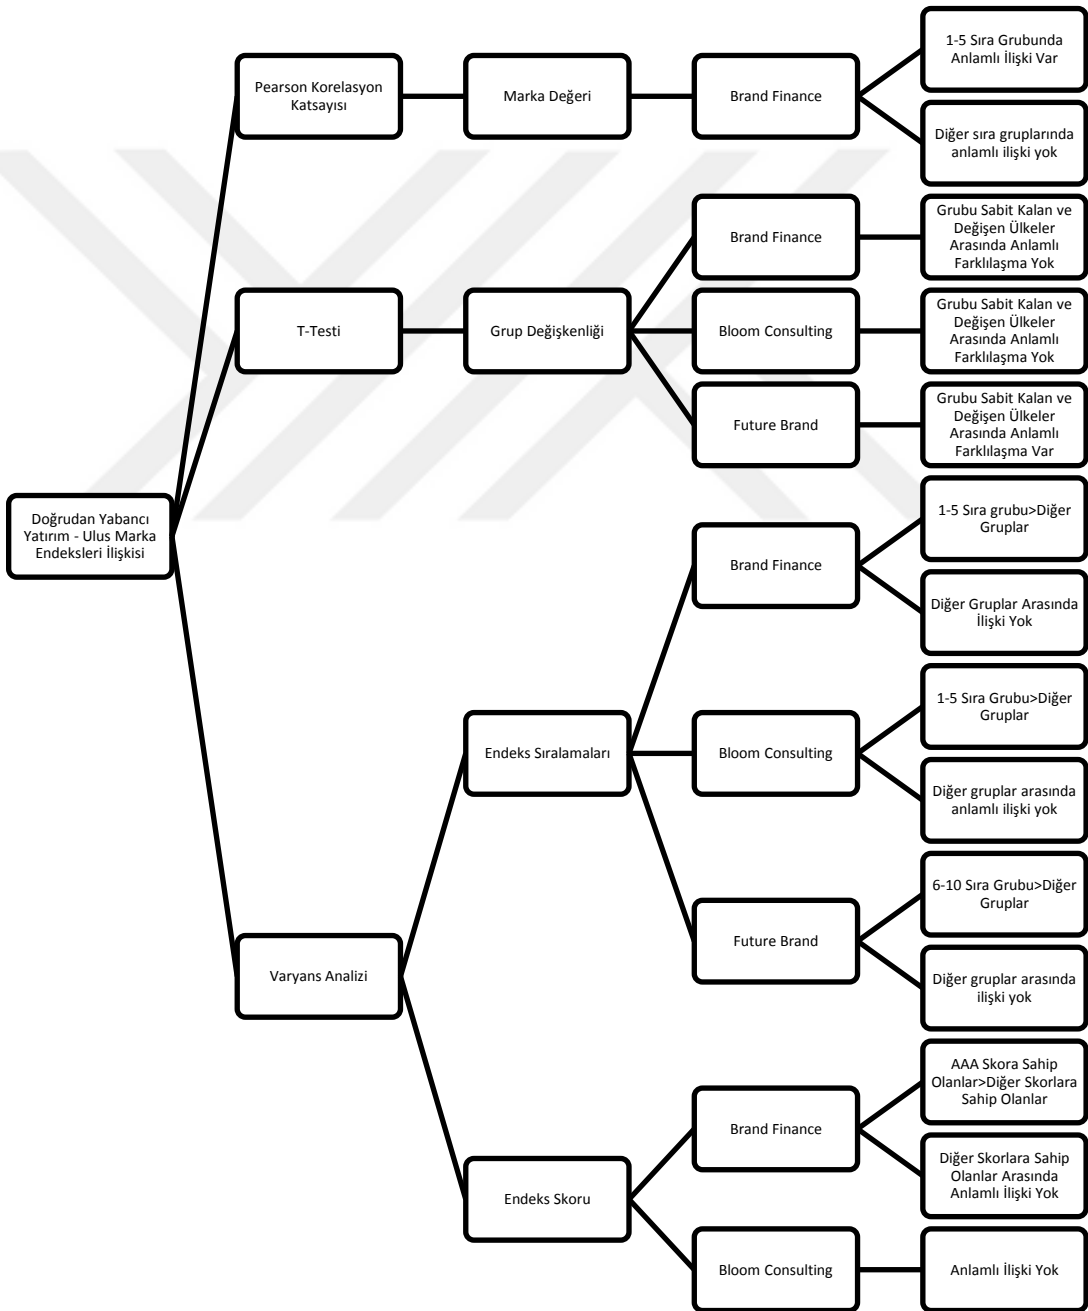 Doğrudan Yabancı
Yatırım - Ulus Marka
Endeksleri İlişkisi
Pearson Korelasyon
Katsayısı
Marka Değeri
Brand Finance
1-5 Sıra Grubunda
Anlamlı İlişki Var
Diğer sıra gruplarında
anlamlı ilişki yok
T-Testi
Grup Değişkenliği
Brand Finance
Grubu Sabit Kalan ve
Değişen Ülkeler
Arasında Anlamlı
Farklılaşma Yok
Bloom Consulting
Grubu Sabit Kalan ve
Değişen Ülkeler
Arasında Anlamlı
Farklılaşma Yok
Future Brand
Grubu Sabit Kalan ve
Değişen Ülkeler
Arasında Anlamlı
Farklılaşma Var
Varyans Analizi
Endeks Sıralamaları
Brand Finance
1-5 Sıra grubu>Diğer
Gruplar
Diğer Gruplar Arasında
İlişki Yok
Bloom Consulting
1-5 Sıra Grubu>Diğer
Gruplar
Diğer gruplar arasında
anlamlı ilişki yok
Future Brand
6-10 Sıra Grubu>Diğer
Gruplar
Diğer gruplar arasında
ilişki yok
Endeks Skoru
Brand Finance
AAA Skora Sahip
Olanlar>Diğer Skorlara
Sahip Olanlar
Diğer Skorlara Sahip
Olanlar Arasında
Anlamlı İlişki Yok
Bloom Consulting
Anlamlı İlişki Yok